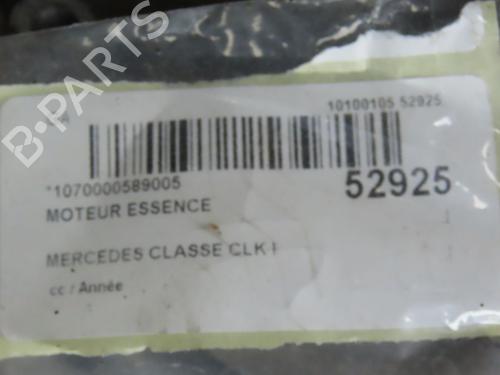 10100105 52925
*1070000589005
52925
MOTEUR ESSENCE
MERCEDES CLASSE CLK I
cc / Année
B-PARTS